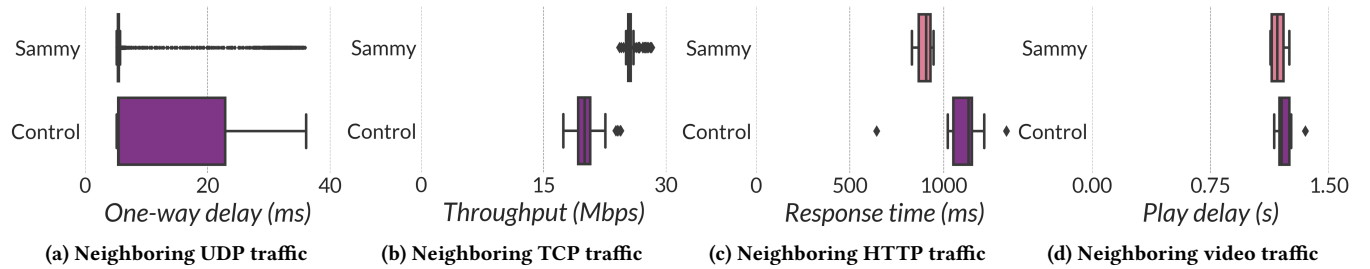 Sammy
Control
0 20 40
One-way delay (ms)
(a) Neighboring UDP traffic
Sammy
Control
0 15 30
Throughput (Mbps)
(b) Neighboring TCP traffic
Sammy
Control
0 500 1000
Response time (ms)
(c) Neighboring HTTP traffic
Sammy
Control
0.00 0.75 1.50
Play delay (s)
(d) Neighboring video traffic